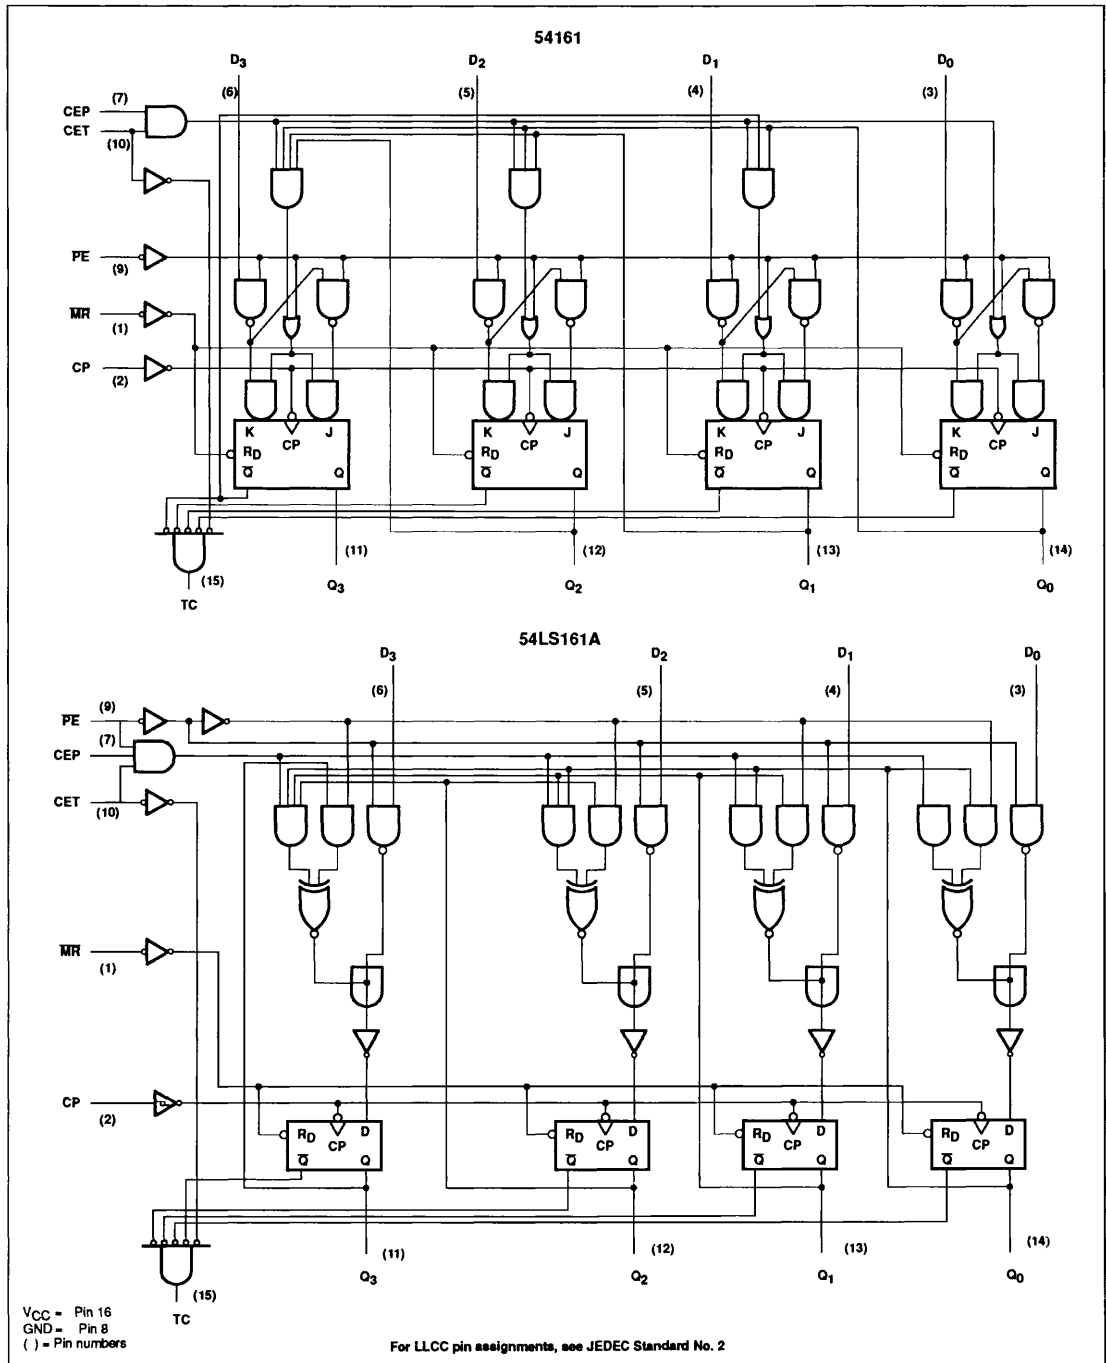 54161
D3 D2 D1 D0
(6) (5) (4) (3)
CEP (7)
CET
(10)
PE
(9)
MR
(1)
CP
(2)
K CP J K CP J K CP J K CP J
RD RD RD RD
Q Q Q Q Q Q Q Q
(11) (12) (13) (14)
(15)
TC Q3 Q2 Q1 Q0
54LS161A
D3 D2 D1 D0
(6) (5) (4) (3)
PE (9)
(7)
CEP
CET
(10)
MR
(1)
CP
(2)
RD CP D RD CP D RD CP D RD CP D
Q Q Q Q Q Q Q Q
(11) (12) (13) (14)
Q3 Q2 Q1 Q0
(15)
TC
VCC = Pin 16
GND = Pin 8
( ) = Pin numbers
For LLCC pin assignments, see JEDEC Standard No. 2